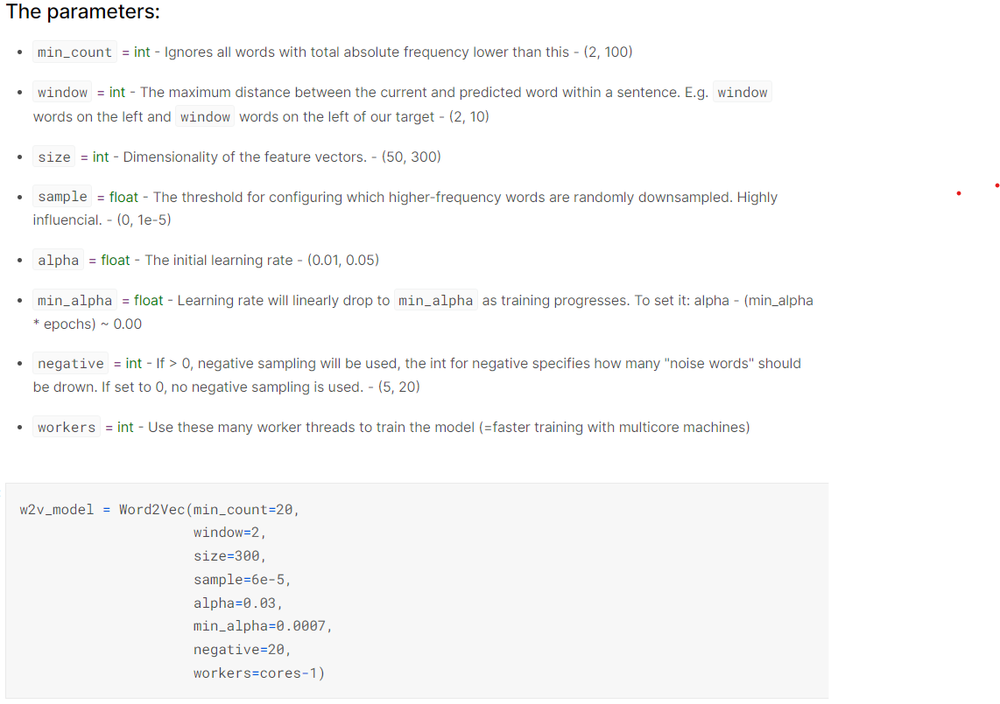 The parameters:
min_count = int - Ignores all words with total absolute frequency lower than this - (2, 100)
window = int - The maximum distance between the current and predicted word within a sentence. E.g. window
words on the left and window words on the left of our target - (2, 10)
size = int - Dimensionality of the feature vectors. - (50, 300)
sample = float - The threshold for configuring which higher-frequency words are randomly downsampled. Highly
influencial. - (0, 1e-5)
alpha = float - The initial learning rate - (0.01, 0.05)
min_alpha = float - Learning rate will linearly drop to min_alpha as training progresses. To set it: alpha - (min_alpha
* epochs) ~ 0.00
negative = int - If > 0, negative sampling will be used, the int for negative specifies how many "noise words" should
be drown. If set to 0, no negative sampling is used. - (5, 20)
workers = int - Use these many worker threads to train the model (=faster training with multicore machines)
w2v_model = Word2Vec(min_count=20,
window=2,
size=300,
sample=6e-5,
alpha=0.03,
min_alpha=0.0007,
negative=20,
workers=cores-1)